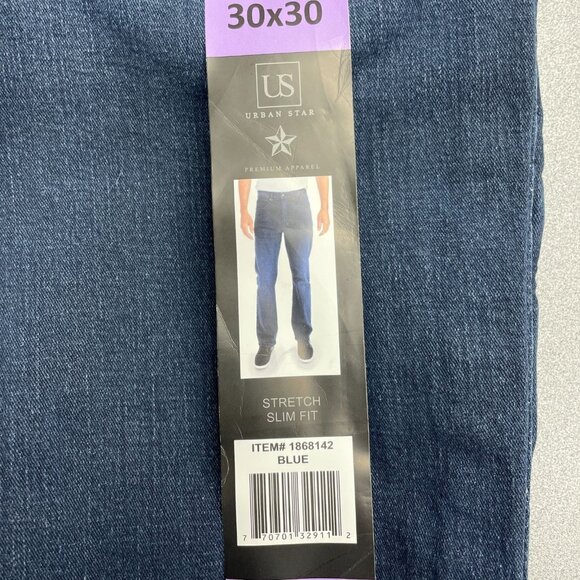 30x30
US
URBAN STAR
PREMIUM APPAREL
STRETCH
SLIM FIT
ITEM# 1868142
BLUE
7 70701 32911 2